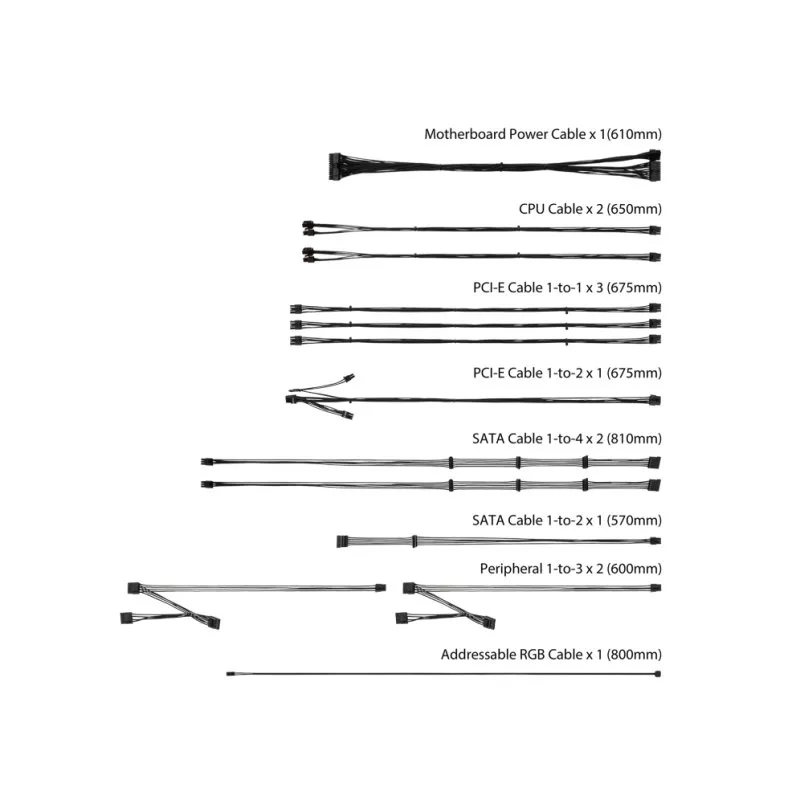 Motherboard Power Cable x 1(610mm)
CPU Cable x 2 (650mm)
PCI-E Cable 1-to-1 x 3 (675mm)
PCI-E Cable 1-to-2 x 1 (675mm)
SATA Cable 1-to-4 x 2 (810mm)
SATA Cable 1-to-2 x 1 (570mm)
Peripheral 1-to-3 x 2 (600mm)
Addressable RGB Cable x 1 (800mm)